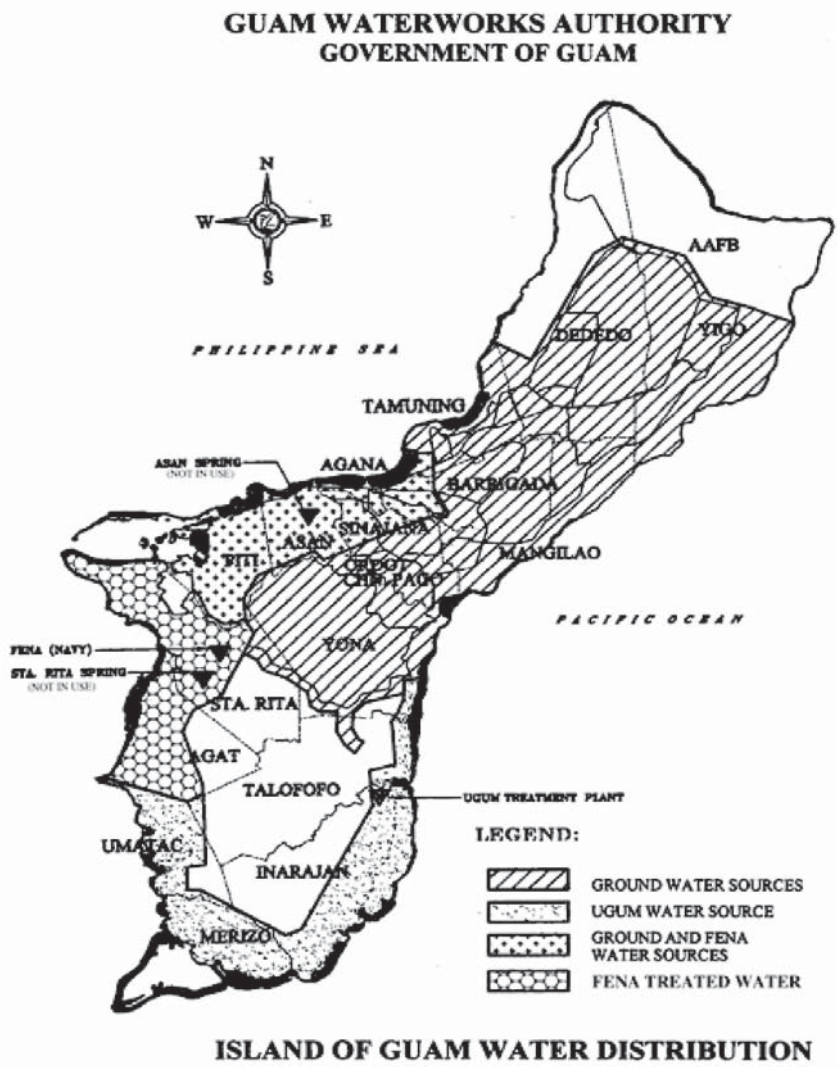 GUAM WATERWORKS AUTHORITY
GOVERNMENT OF GUAM
N
W
E
S
AAFB
PHILIPPINE SEA
DEDEDO
YIGO
TAMUNING
ASAN SPRING
(NOT IN USE)
AGANA
BARRIGADA
SINAJANA
ASAN
PITI
MANGILAO
ORDOT
CHE PAGO
PACIFIC OCEAN
YONA
FENA (NAVY)
STA. RITA SPRING
(NOT IN USE)
STA. RITA
AGAT
TALOFOFO
UGUM TREATMENT PLANT
LEGEND:
UMATAC
INARAJAN
GROUND WATER SOURCES
UGUM WATER SOURCE
MERIZO
GROUND AND FENA
WATER SOURCES
FENA TREATED WATER
ISLAND OF GUAM WATER DISTRIBUTION